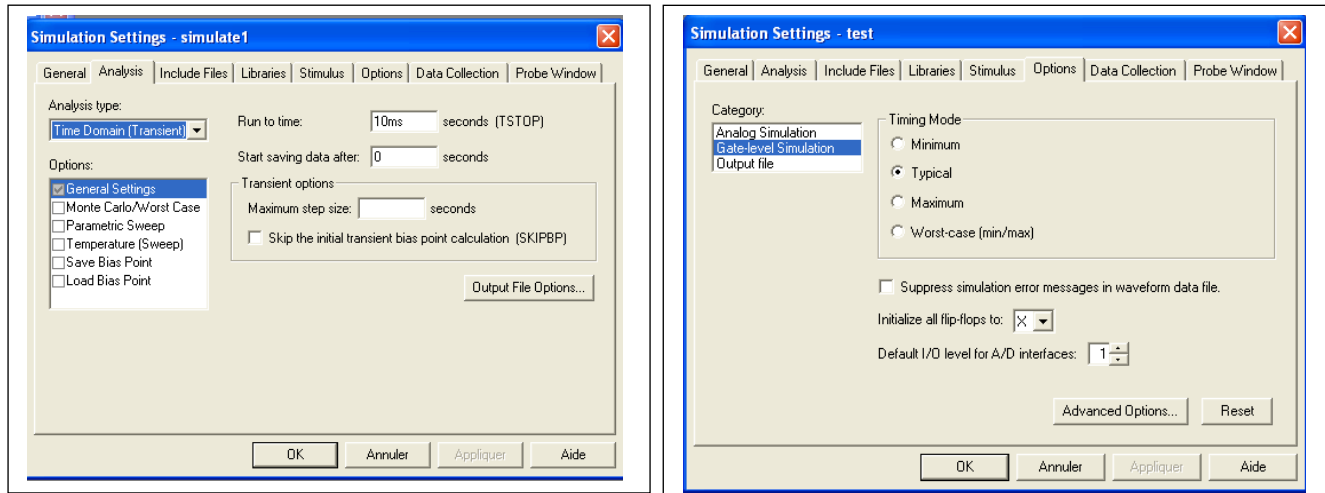 Simulation Settings - simulate1
General Analysis Include Files Libraries Stimulus Options Data Collection Probe Window
Analysis type:
Time Domain (Transient)
Options:
General Settings
Monte Carlo/Worst Case
Parametric Sweep
Temperature (Sweep)
Save Bias Point
Load Bias Point
Run to time: 10ms seconds (TSTOP)
Start saving data after: 0 seconds
Transient options
Maximum step size: seconds
Skip the initial transient bias point calculation (SKIPBP)
Output File Options...
OK Annuler Appliquer Aide
Simulation Settings - test
General Analysis Include Files Libraries Stimulus Options Data Collection Probe Window
Category:
Analog Simulation
Gate-level Simulation
Output file
Timing Mode
Minimum
Typical
Maximum
Worst-case (min/max)
Suppress simulation error messages in waveform data file.
Initialize all flip-flops to: X
Default I/O level for A/D interfaces: 1
Advanced Options... Reset
OK Annuler Appliquer Aide